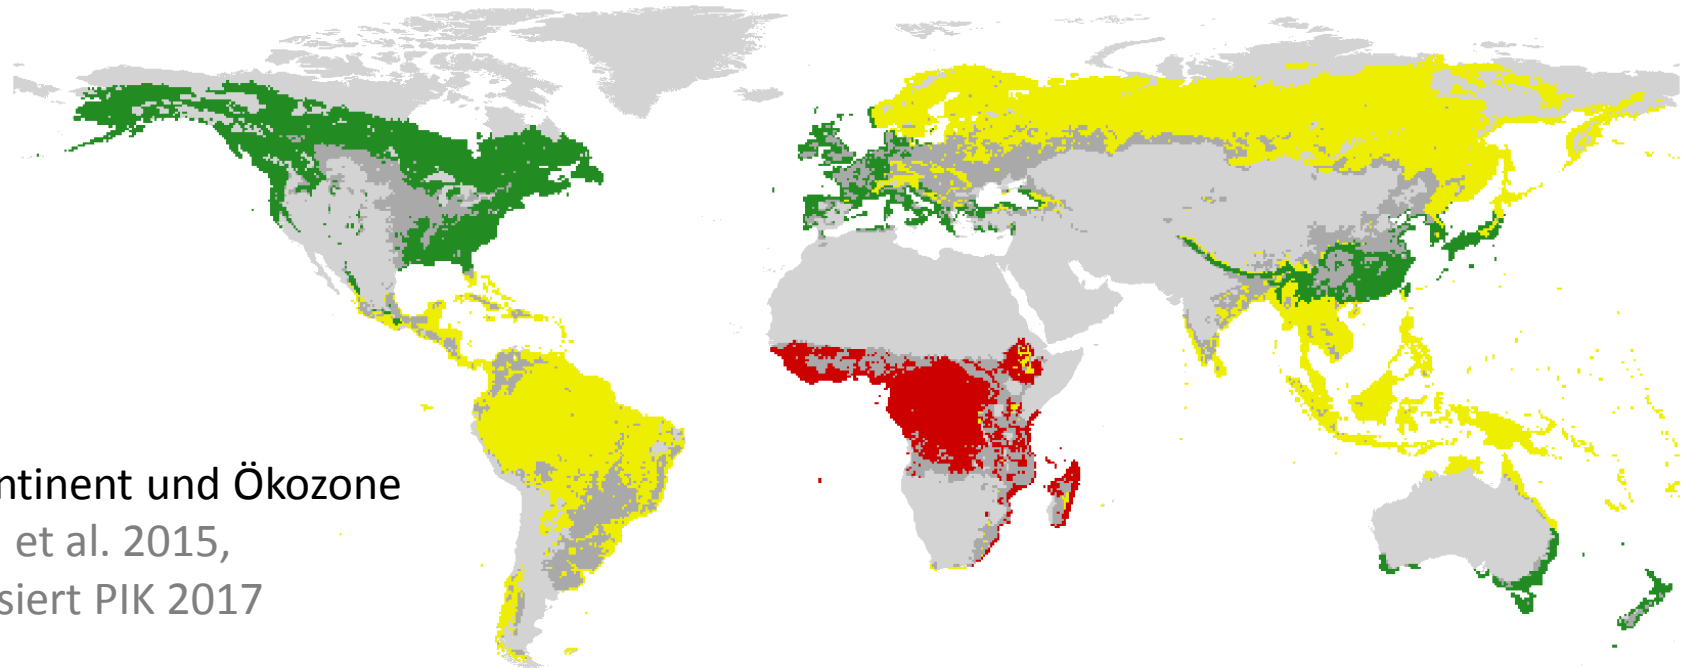 ntinent und Ökozone
et al. 2015,
siert PIK 2017